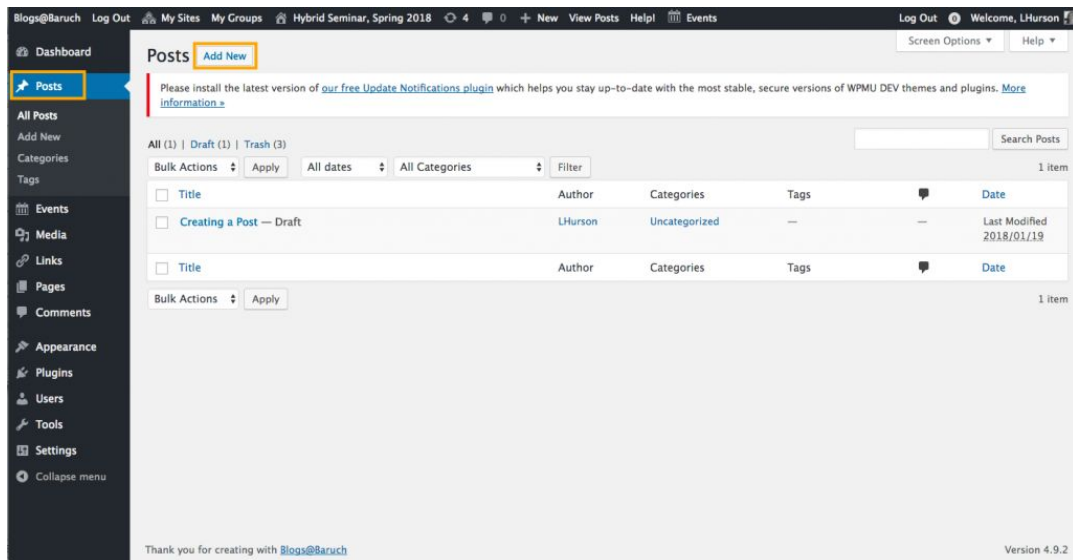 Blogs@Baruch Log Out My Sites My Groups Hybrid Seminar, Spring 2018 4 0 + New View Posts Help! Events Log Out 0 Welcome, LHurson
Screen Options ▼ Help ▼
Dashboard
Posts
All Posts
Add New
Categories
Tags
Events
Media
Links
Pages
Comments
Appearance
Plugins
Users
Tools
Settings
Collapse menu
Posts Add New
Please install the latest version of our free Update Notifications plugin which helps you stay up-to-date with the most stable, secure versions of WPMU DEV themes and plugins. More
information »
All (1) | Draft (1) | Trash (3)
Search Posts
Bulk Actions Apply All dates All Categories Filter 1 item
Title Author Categories Tags Date
Creating a Post — Draft LHurson Uncategorized — — Last Modified
2018/01/19
Title Author Categories Tags Date
Bulk Actions Apply 1 item
Thank you for creating with Blogs@Baruch Version 4.9.2